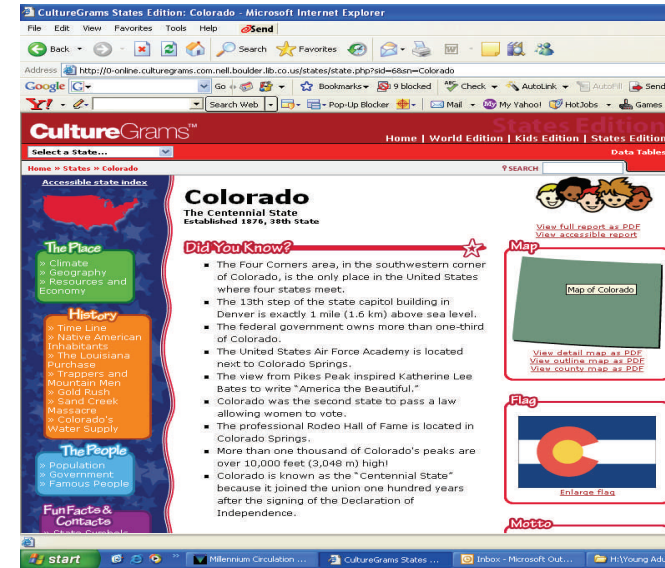 CultureGrams States Edition: Colorado - Microsoft Internet Explorer
File Edit View Favorites Tools Help Send
Back Search Favorites
Address http://0-online.culturegrams.com.nell.boulder.lib.co.us/states/state.php?sid=6&sn=Colorado
Google G Go Bookmarks 9 blocked Check AutoLink AutoFill Send
Y! Search Web Pop-Up Blocker Mail My Yahoo! HotJobs Games
CultureGrams™
States Edition
Home | World Edition | Kids Edition | States Edition
Select a State...
Data Tables
Home » States » Colorado
SEARCH
Accessible state index
The Place
» Climate
» Geography
» Resources and
Economy
History
» Time Line
» Native American
Inhabitants
» The Louisiana
Purchase
» Trappers and
Mountain Men
» Gold Rush
» Sand Creek
Massacre
» Colorado's
Water Supply
The People
» Population
» Government
» Famous People
Fun Facts &
Contacts
» State Symbols
Colorado
The Centennial State
Established 1876, 38th State
Did You Know?
The Four Corners area, in the southwestern corner
of Colorado, is the only place in the United States
where four states meet.
The 13th step of the state capitol building in
Denver is exactly 1 mile (1.6 km) above sea level.
The federal government owns more than one-third
of Colorado.
The United States Air Force Academy is located
next to Colorado Springs.
The view from Pikes Peak inspired Katherine Lee
Bates to write "America the Beautiful."
Colorado was the second state to pass a law
allowing women to vote.
The professional Rodeo Hall of Fame is located in
Colorado Springs.
More than one thousand of Colorado's peaks are
over 10,000 feet (3,048 m) high!
Colorado is known as the "Centennial State"
because it joined the union one hundred years
after the signing of the Declaration of
Independence.
View full report as PDF
View accessible report
Map
Map of Colorado
View detail map as PDF
View outline map as PDF
View county map as PDF
Flag
Enlarge flag
Motto
start Millennium Circulation ... CultureGrams States ... Inbox - Microsoft Out... H:\Young Adu